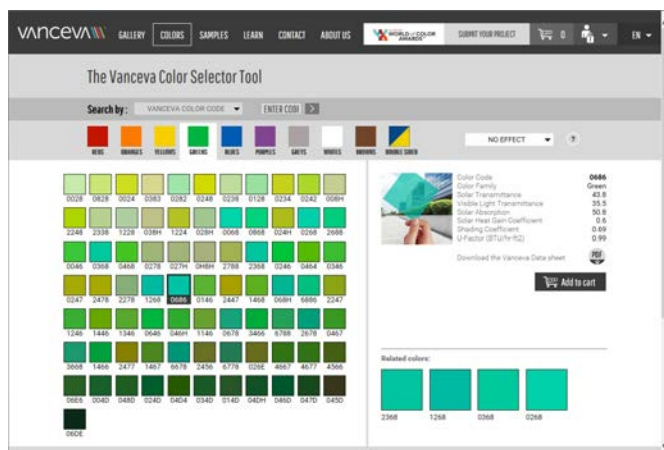 VANCEVA GALLERY COLORS SAMPLES LEARN CONTACT ABOUT US WORLD of COLOR AWARDS SUBMIT YOUR PROJECT 0 EN
The Vanceva Color Selector Tool
Search by: VANCEVA COLOR CODE ENTER CODE
REDS ORANGES YELLOWS GREENS BLUES PURPLES GREYS WHITES BROWNS DOUBLE SIDED NO EFFECT ?
0028 0828 0024 0383 0282 0248 0238 0128 0234 0242 008H
2248 2338 1228 038H 1224 028H 0068 0868 024H 0268 2688
0046 0368 0468 0278 027H 0H8H 2788 2368 0246 0464 0346
0247 2478 2278 1268 0686 0146 2447 1468 068H 6886 2247
1246 1446 1346 0646 046H 1146 0678 3466 6788 2678 0467
3668 1466 2477 1467 6678 2456 6778 026E 4667 4677 4566
06E6 004D 048D 024D 04D4 034D 014D 04DH 046D 047D 045D
06DE
Color Code 0686
Color Family Green
Solar Transmittance 43.8
Visible Light Transmittance 35.5
Solar Absorption 50.8
Solar Heat Gain Coefficient 0.6
Shading Coefficient 0.69
U-Factor (BTU/hr-ft2) 0.99
Download the Vanceva Data sheet PDF
Add to cart
Related colors:
2368 1268 0368 0268